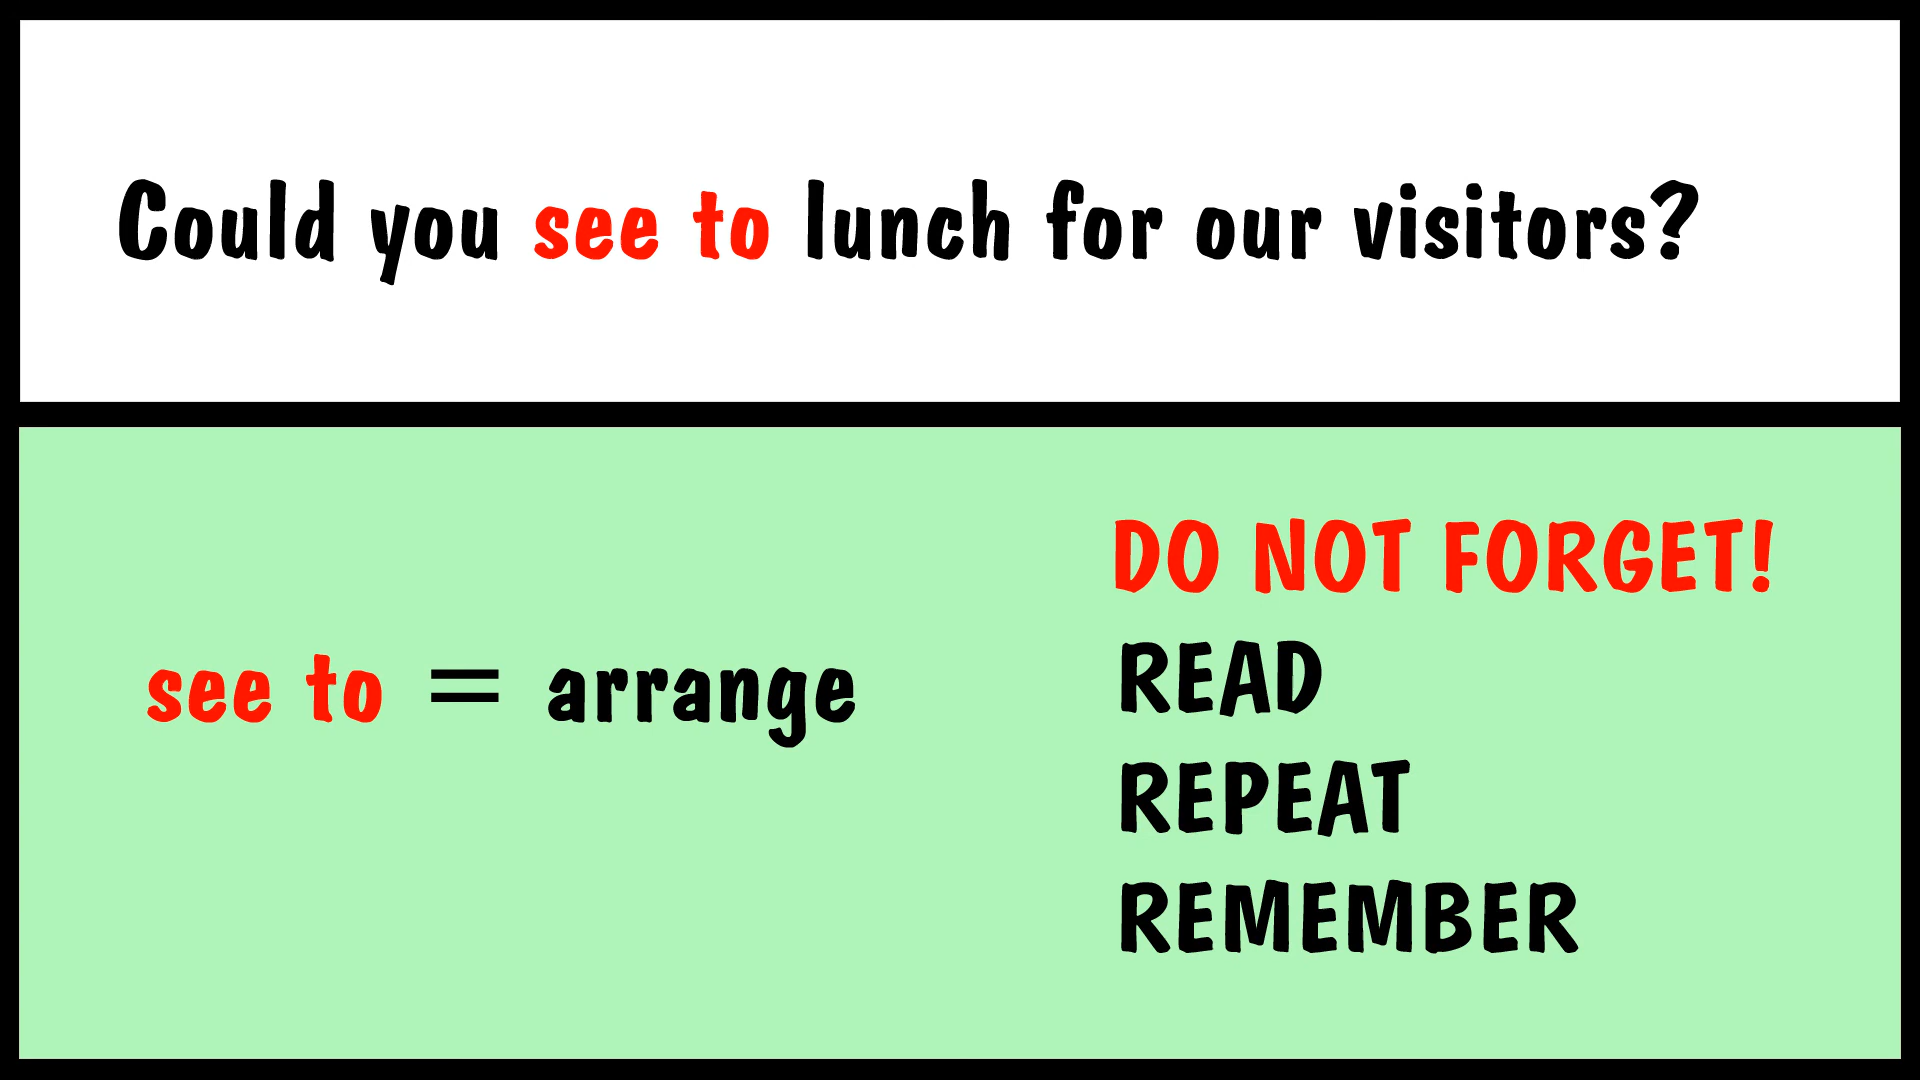 Could you see to lunch for our visitors?
see to = arrange
DO NOT FORGET!
READ
REPEAT
REMEMBER